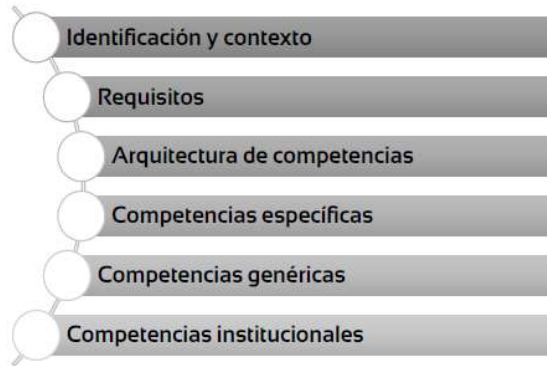 Identificación y contexto
Requisitos
Arquitectura de competencias
Competencias específicas
Competencias genéricas
Competencias institucionales